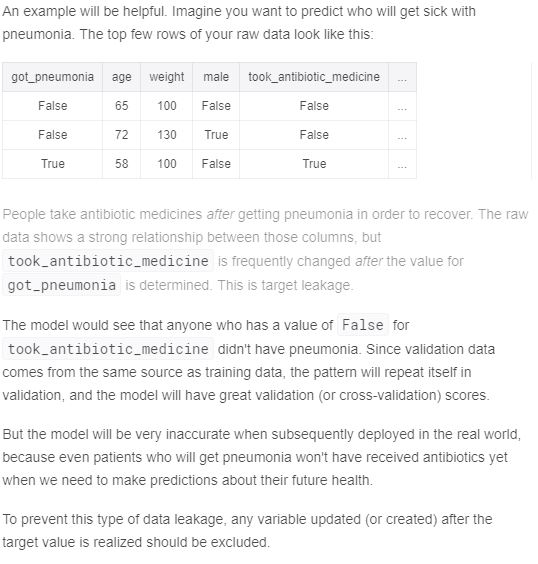 An example will be helpful. Imagine you want to predict who will get sick with
pneumonia. The top few rows of your raw data look like this:
got_pneumonia age weight male took_antibiotic_medicine ...
False 65 100 False False ...
False 72 130 True False ...
True 58 100 False True ...
People take antibiotic medicines after getting pneumonia in order to recover. The raw
data shows a strong relationship between those columns, but
took_antibiotic_medicine is frequently changed after the value for
got_pneumonia is determined. This is target leakage.
The model would see that anyone who has a value of False for
took_antibiotic_medicine didn't have pneumonia. Since validation data
comes from the same source as training data, the pattern will repeat itself in
validation, and the model will have great validation (or cross-validation) scores.
But the model will be very inaccurate when subsequently deployed in the real world,
because even patients who will get pneumonia won't have received antibiotics yet
when we need to make predictions about their future health.
To prevent this type of data leakage, any variable updated (or created) after the
target value is realized should be excluded.